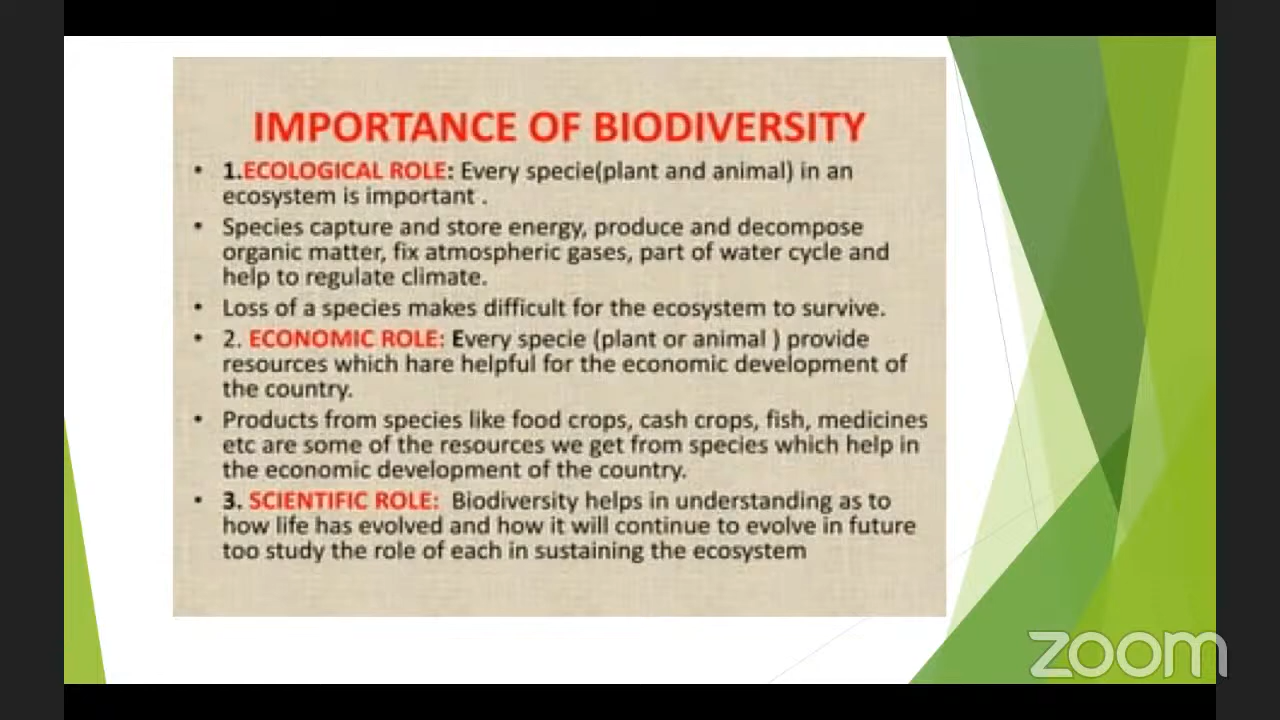 IMPORTANCE OF BIODIVERSITY
• 1.ECOLOGICAL ROLE: Every specie(plant and animal) in an
ecosystem is important .
• Species capture and store energy, produce and decompose
organic matter, fix atmospheric gases, part of water cycle and
help to regulate climate.
• Loss of a species makes difficult for the ecosystem to survive.
• 2. ECONOMIC ROLE: Every specie (plant or animal ) provide
resources which hare helpful for the economic development of
the country.
• Products from species like food crops, cash crops, fish, medicines
etc are some of the resources we get from species which help in
the economic development of the country.
• 3. SCIENTIFIC ROLE: Biodiversity helps in understanding as to
how life has evolved and how it will continue to evolve in future
too study the role of each in sustaining the ecosystem
zoom